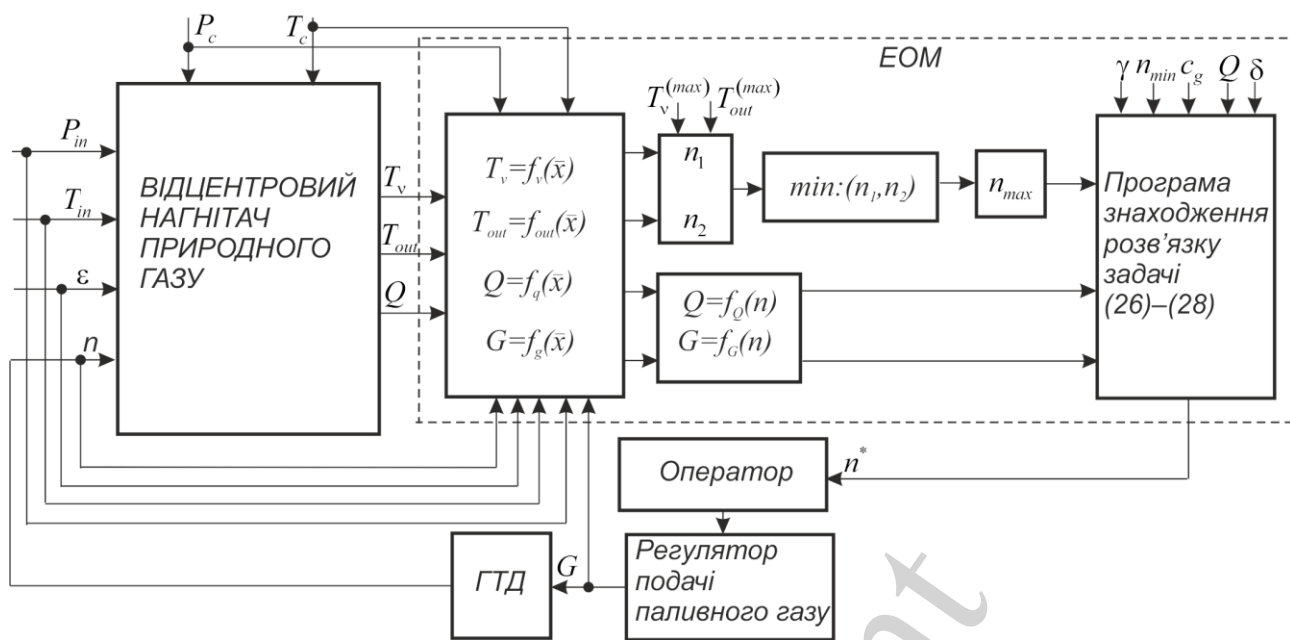 P_c
T_c
ЕОМ
γ n_min c_g Q δ
T_v^(max) T_out^(max)
P_in
T_in
ε
n
ВІДЦЕНТРОВИЙ
НАГНІТАЧ
ПРИРОДНОГО
ГАЗУ
T_v
T_out
Q
T_v=f_v(x̄)
T_out=f_out(x̄)
Q=f_q(x̄)
G=f_g(x̄)
n_1
n_2
min:(n_1,n_2)
n_max
Q=f_Q(n)
G=f_G(n)
Програма
знаходження
розв’язку
задачі
(26)–(28)
Оператор
n*
Регулятор
подачі
паливного газу
G
ГТД